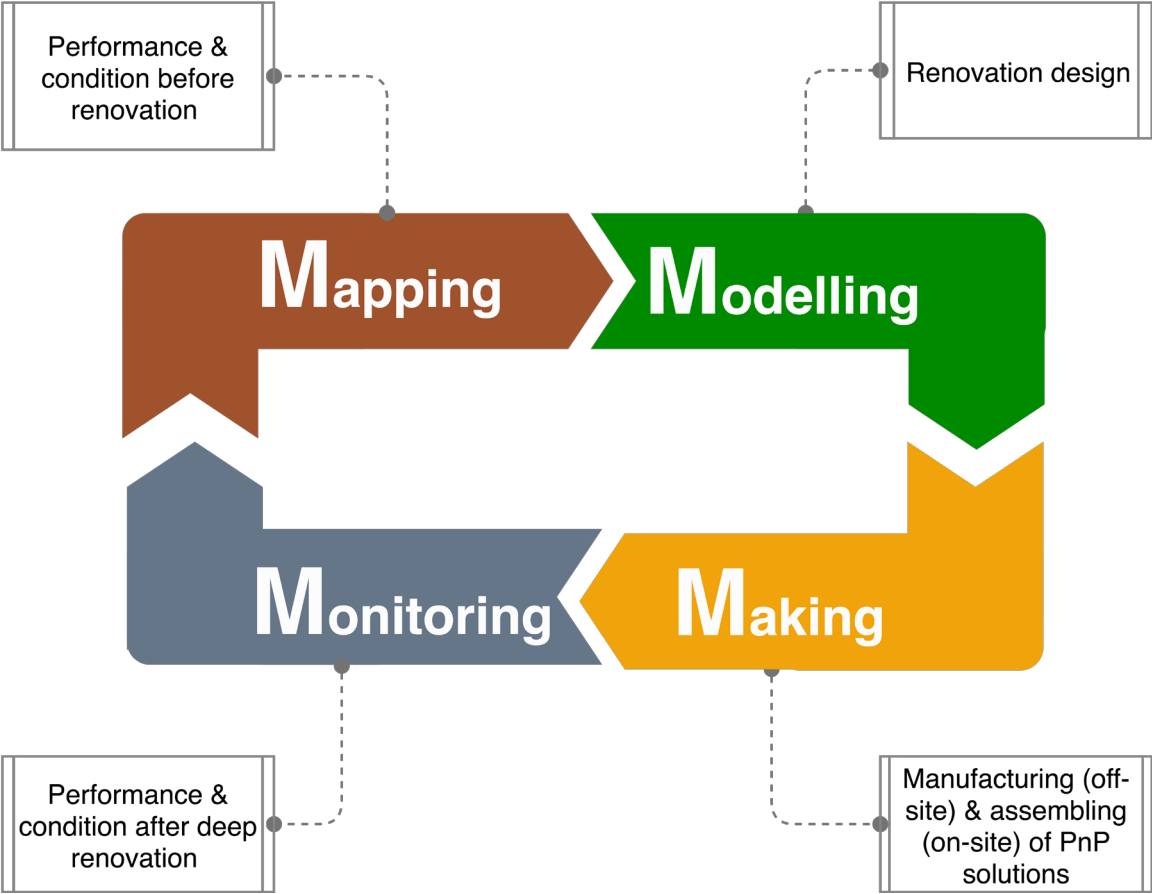 Performance &
condition before
renovation
Renovation design
Mapping
Modelling
Monitoring
Making
Performance &
condition after deep
renovation
Manufacturing (off-
site) & assembling
(on-site) of PnP
solutions